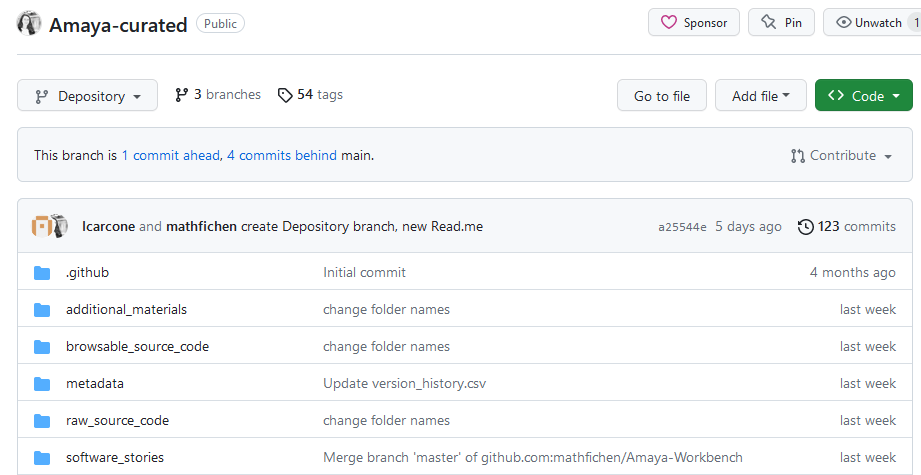 Amaya-curated Public Sponsor Pin Unwatch 1
Depository 3 branches 54 tags Go to file Add file Code
This branch is 1 commit ahead, 4 commits behind main. Contribute
lcarcone and mathfichen create Depository branch, new Read.me a25544e 5 days ago 123 commits
.github Initial commit 4 months ago
additional_materials change folder names last week
browsable_source_code change folder names last week
metadata Update version_history.csv last week
raw_source_code change folder names last week
software_stories Merge branch 'master' of github.com:mathfichen/Amaya-Workbench last week